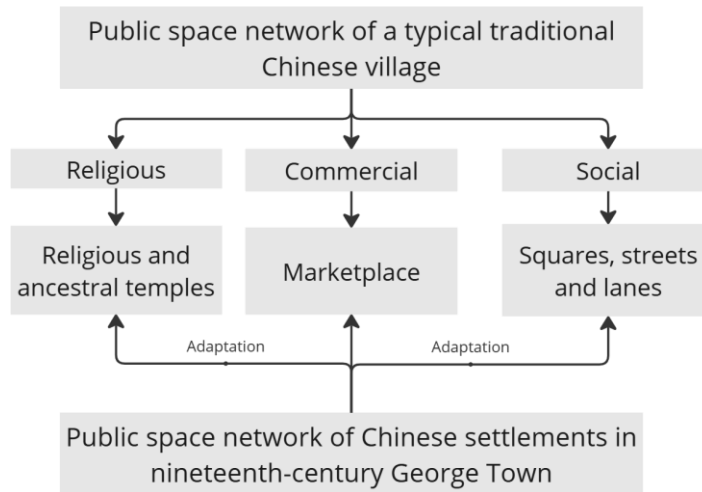 Public space network of a typical traditional
Chinese village
Religious
Commercial
Social
Religious and
ancestral temples
Marketplace
Squares, streets
and lanes
Adaptation
Adaptation
Public space network of Chinese settlements in
nineteenth-century George Town